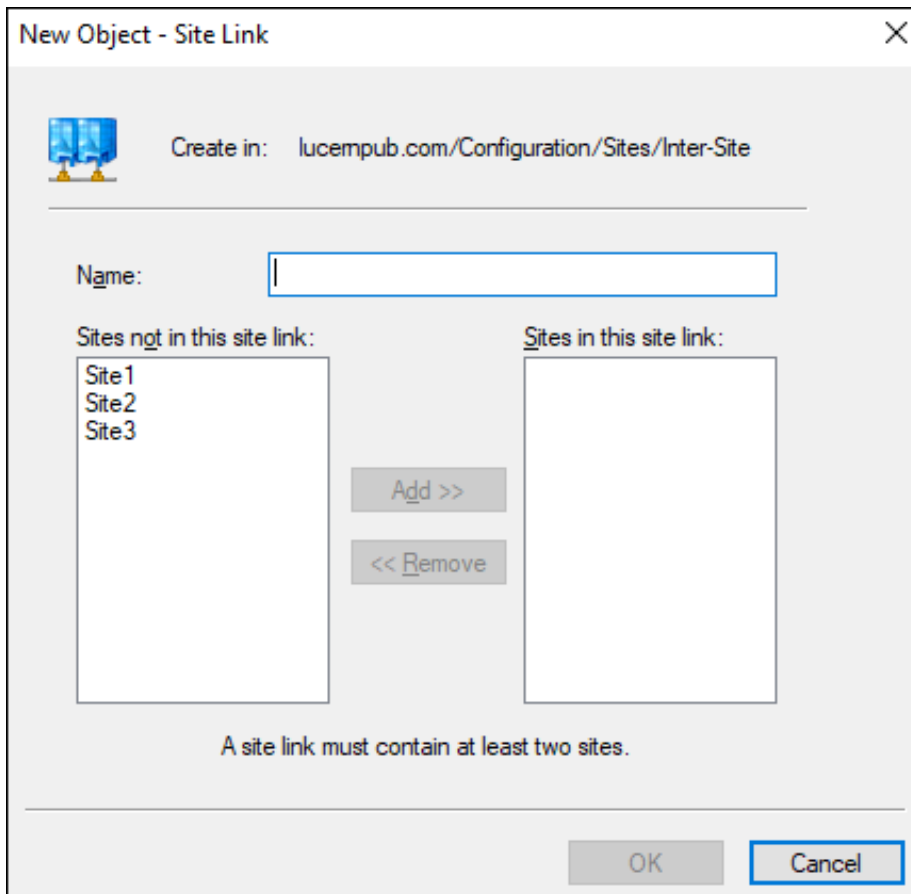 New Object - Site Link
Create in: lucernpub.com/Configuration/Sites/Inter-Site
Name:
Sites not in this site link:
Sites in this site link:
Site1
Site2
Site3
Add >>
<< Remove
A site link must contain at least two sites.
OK
Cancel